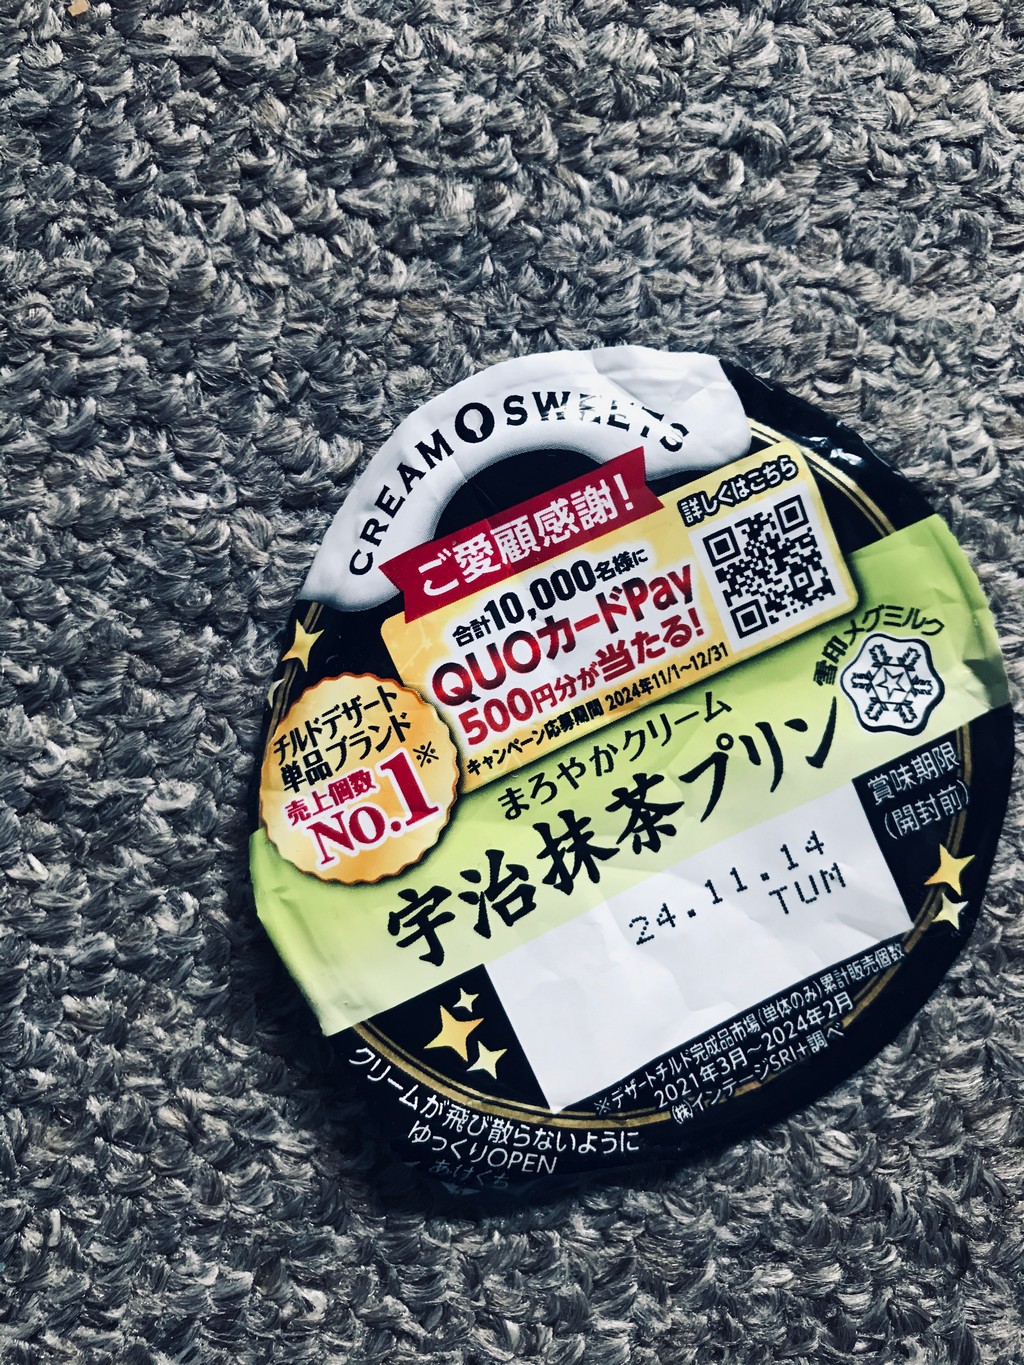 CREAM SWEETS
ご愛顧感謝!
詳しくはこちら
合計10,000名様に
QUOカードPay
500円分が当たる!
キャンペーン応募期間 2024年11/1~12/31
チルドデザート
単品ブランド※
売上個数
No.1
雪印メグミルク
まろやかクリーム
宇治抹茶プリン
賞味期限
(開封前)
24.11.14
TUM
※デザートチルド完成品市場(単体のみ)累計販売個数
2021年3月~2024年2月
㈱インテージSRI+調べ
クリームが飛び散らないように
ゆっくりOPEN
あけくち